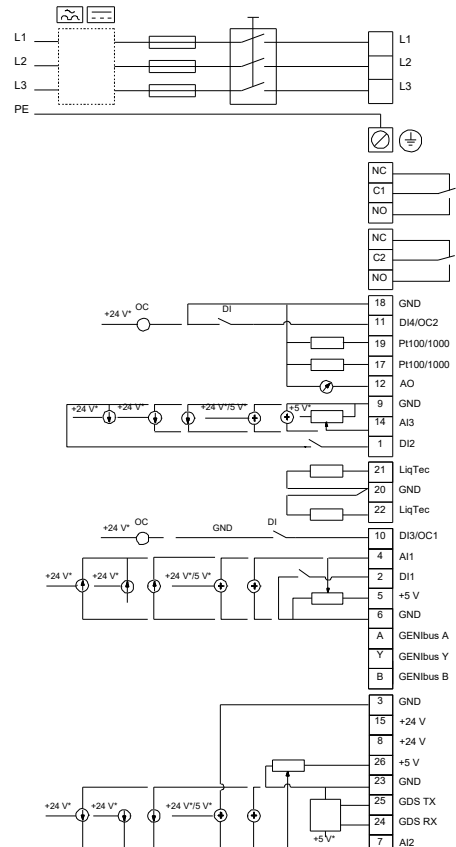 L1
L2
L3
PE
L1
L2
L3
NC
C1
NO
NC
C2
NO
+24 V* OC DI 18 GND
11 DI4/OC2
19 Pt100/1000
17 Pt100/1000
12 AO
9 GND
+24 V* +24 V* +24 V*/5 V* +5 V* 14 AI3
1 DI2
21 LiqTec
20 GND
22 LiqTec
+24 V* OC GND DI 10 DI3/OC1
4 AI1
+24 V* +24 V* +24 V*/5 V* 2 DI1
5 +5 V
6 GND
A GENIbus A
Y GENIbus Y
B GENIbus B
3 GND
15 +24 V
8 +24 V
26 +5 V
23 GND
+24 V* +24 V* +24 V*/5 V* 25 GDS TX
24 GDS RX
+5 V* 7 AI2